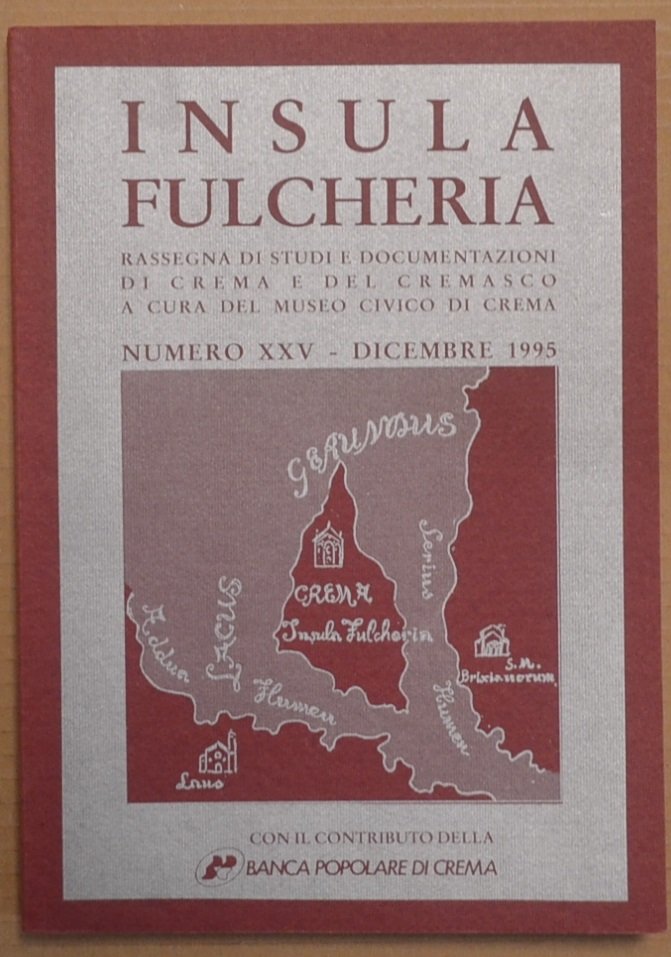 INSULA
FULCHERIA
RASSEGNA DI STUDI E DOCUMENTAZIONI
DI CREMA E DEL CREMASCO
A CURA DEL MUSEO CIVICO DI CREMA
NUMERO XXV - DICEMBRE 1995
GERUNDUS
Serius
CREMA
Insula Fulcheria
LACUS
Addua
S.M.
Brixianorum
Flumen
Flumen
Laus
CON IL CONTRIBUTO DELLA
BANCA POPOLARE DI CREMA